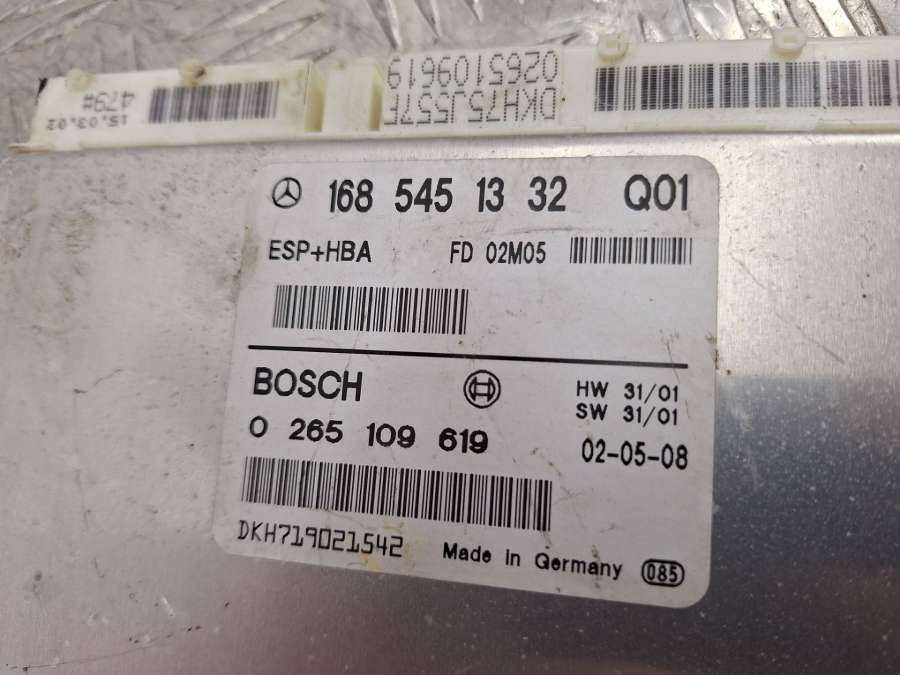 479#
15.03.02
DKH75J557F
0265109619
168 545 13 32 Q01
ESP+HBA FD 02M05
BOSCH HW 31/01
SW 31/01
0 265 109 619 02-05-08
DKH719021542 Made in Germany 085